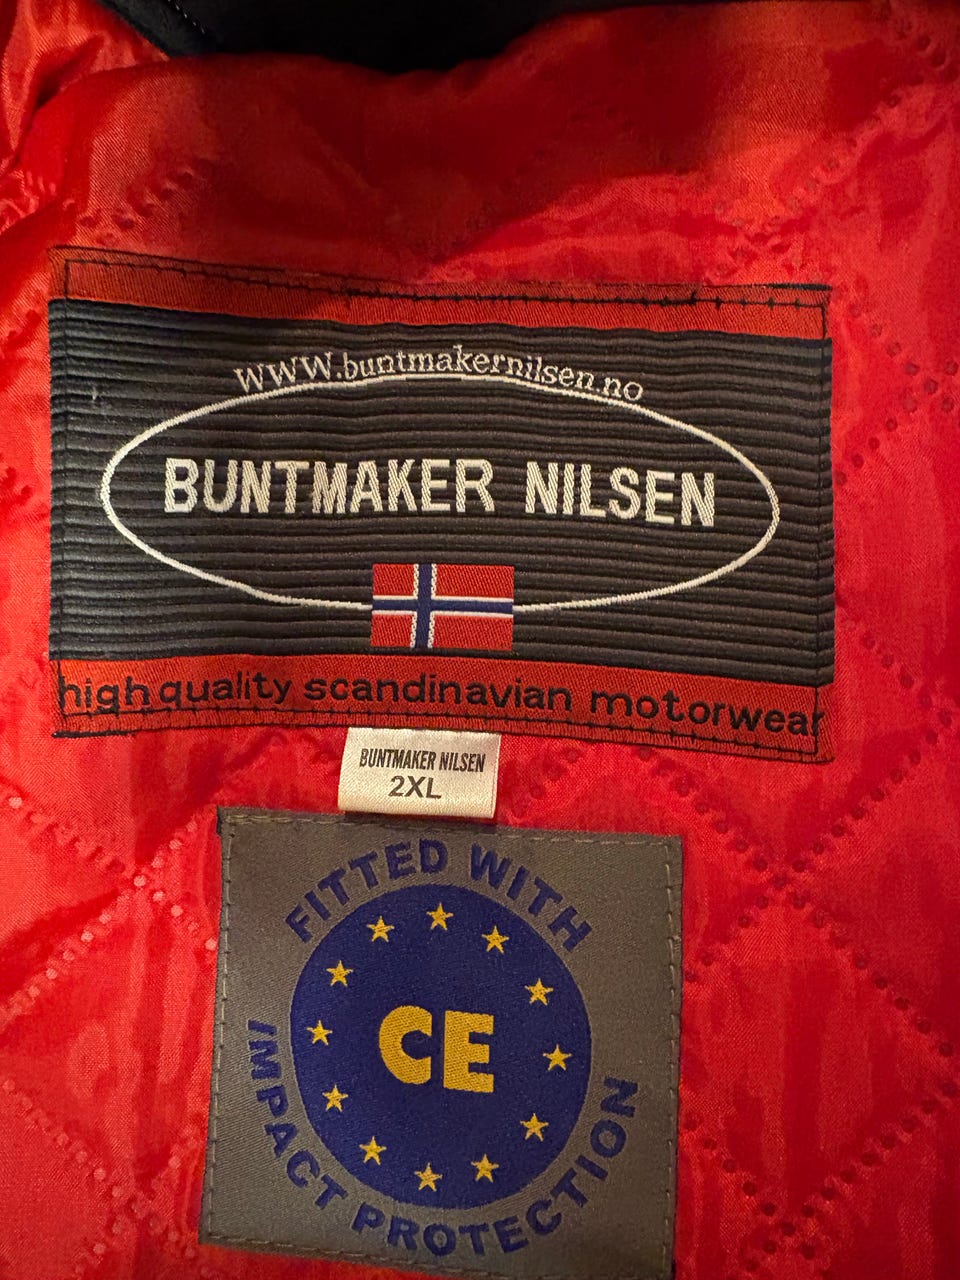 www.buntmakernilsen.no
BUNTMAKER NILSEN
high quality scandinavian motorwear
BUNTMAKER NILSEN
2XL
FITTED WITH
CE
IMPACT PROTECTION